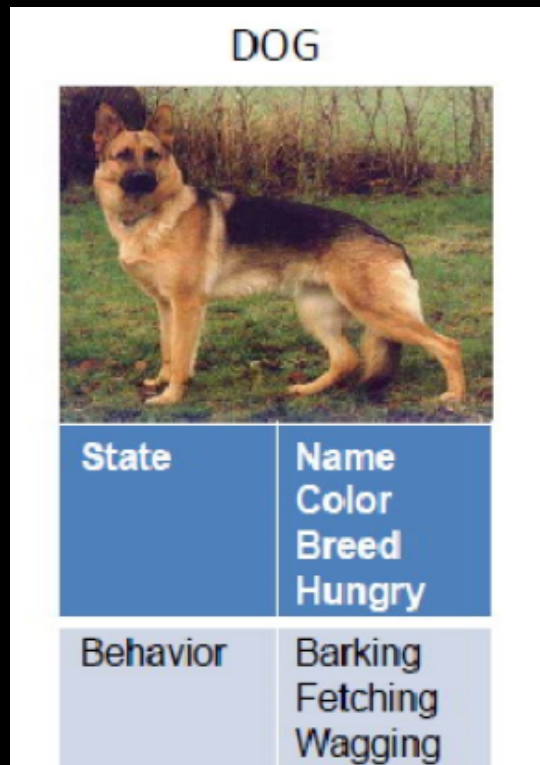 DOG
State
Name
Color
Breed
Hungry
Behavior
Barking
Fetching
Wagging